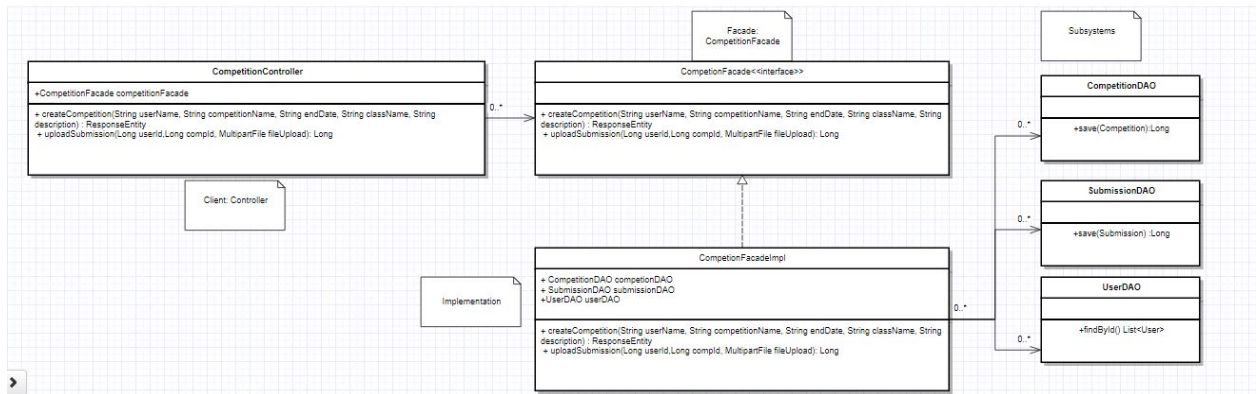 Facade:
CompetitionFacade
Subsystems
CompetitionController
+CompetitionFacade competitionFacade
+ createCompetition(String userName, String competitionName, String endDate, String className, String
description) : ResponseEntity
+ uploadSubmission(Long userId,Long compId, MultipartFile fileUpload): Long
0..*
CompetionFacade<<interface>>
+ createCompetition(String userName, String competitionName, String endDate, String className, String
description) : ResponseEntity
+ uploadSubmission(Long userId,Long compId, MultipartFile fileUpload): Long
CompetitionDAO
+save(Competition):Long
0..*
Client: Controller
SubmissionDAO
+save(Submission) :Long
0..*
CompetionFacadeImpl
+ CompetitionDAO competionDAO
+ SubmissionDAO submissionDAO
+UserDAO userDAO
+ createCompetition(String userName, String competitionName, String endDate, String className, String
description) : ResponseEntity
+ uploadSubmission(Long userId,Long compId, MultipartFile fileUpload): Long
Implementation
0..*
UserDAO
+findById() List<User>
0..*